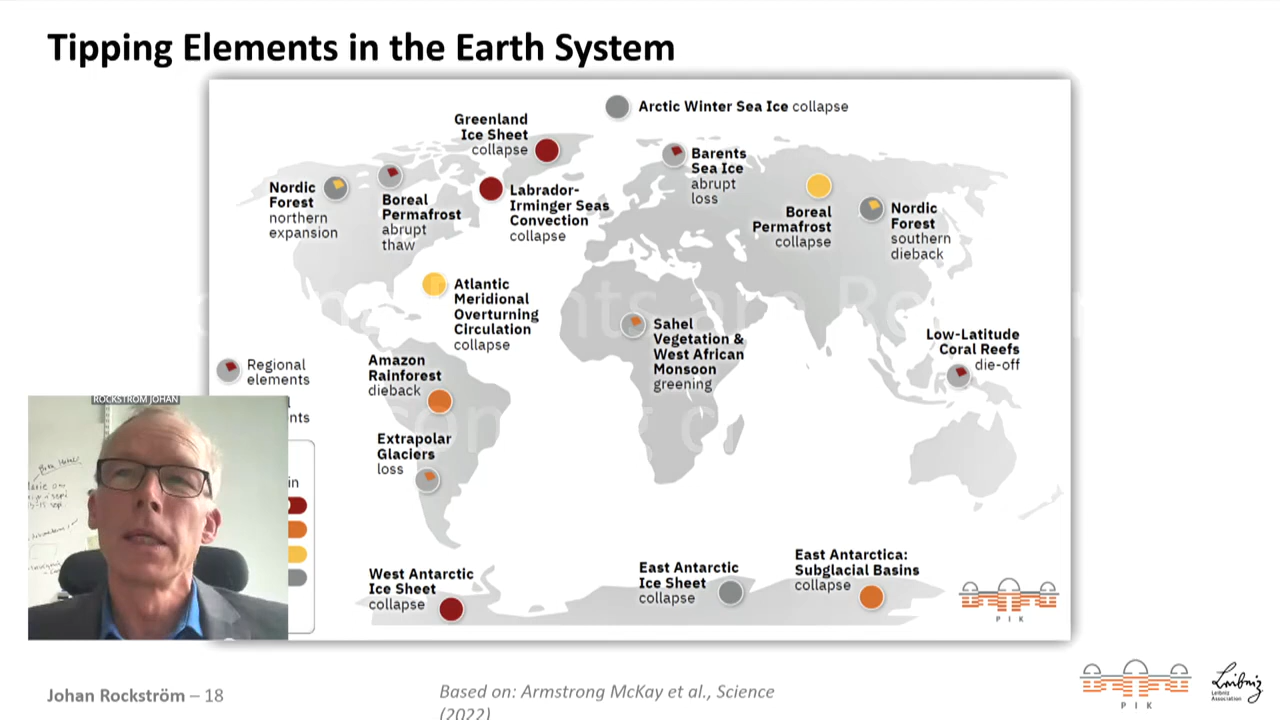 Tipping Elements in the Earth System
Arctic Winter Sea Ice collapse
Greenland
Ice Sheet
collapse
Barents
Sea Ice
abrupt
loss
Nordic
Forest
northern
expansion
Boreal
Permafrost
abrupt
thaw
Labrador-
Irminger Seas
Convection
collapse
Boreal
Permafrost
collapse
Nordic
Forest
southern
dieback
Atlantic
Meridional
Overturning
Circulation
collapse
Sahel
Vegetation &
West African
Monsoon
greening
Low-Latitude
Coral Reefs
die-off
Regional
elements
Amazon
Rainforest
dieback
ROCKSTROM JOHAN
nts
Extrapolar
Glaciers
loss
in
West Antarctic
Ice Sheet
collapse
East Antarctic
Ice Sheet
collapse
East Antarctica:
Subglacial Basins
collapse
P I K
Johan Rockström – 18
Based on: Armstrong McKay et al., Science
(2022)
P I K
Leibniz
Leibniz
Association